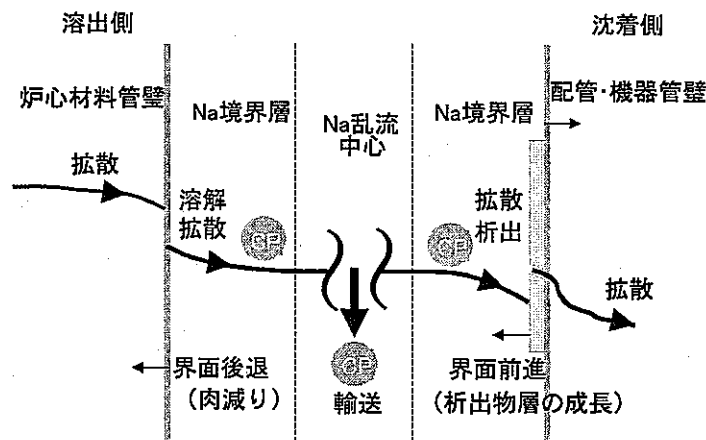 溶出側
沈着側
炉心材料管壁
Na境界層
Na乱流
中心
Na境界層
配管･機器管壁
拡散
溶解
拡散
CP
CP
拡散
析出
拡散
界面後退
（肉減り）
CP
輸送
界面前進
（析出物層の成長）